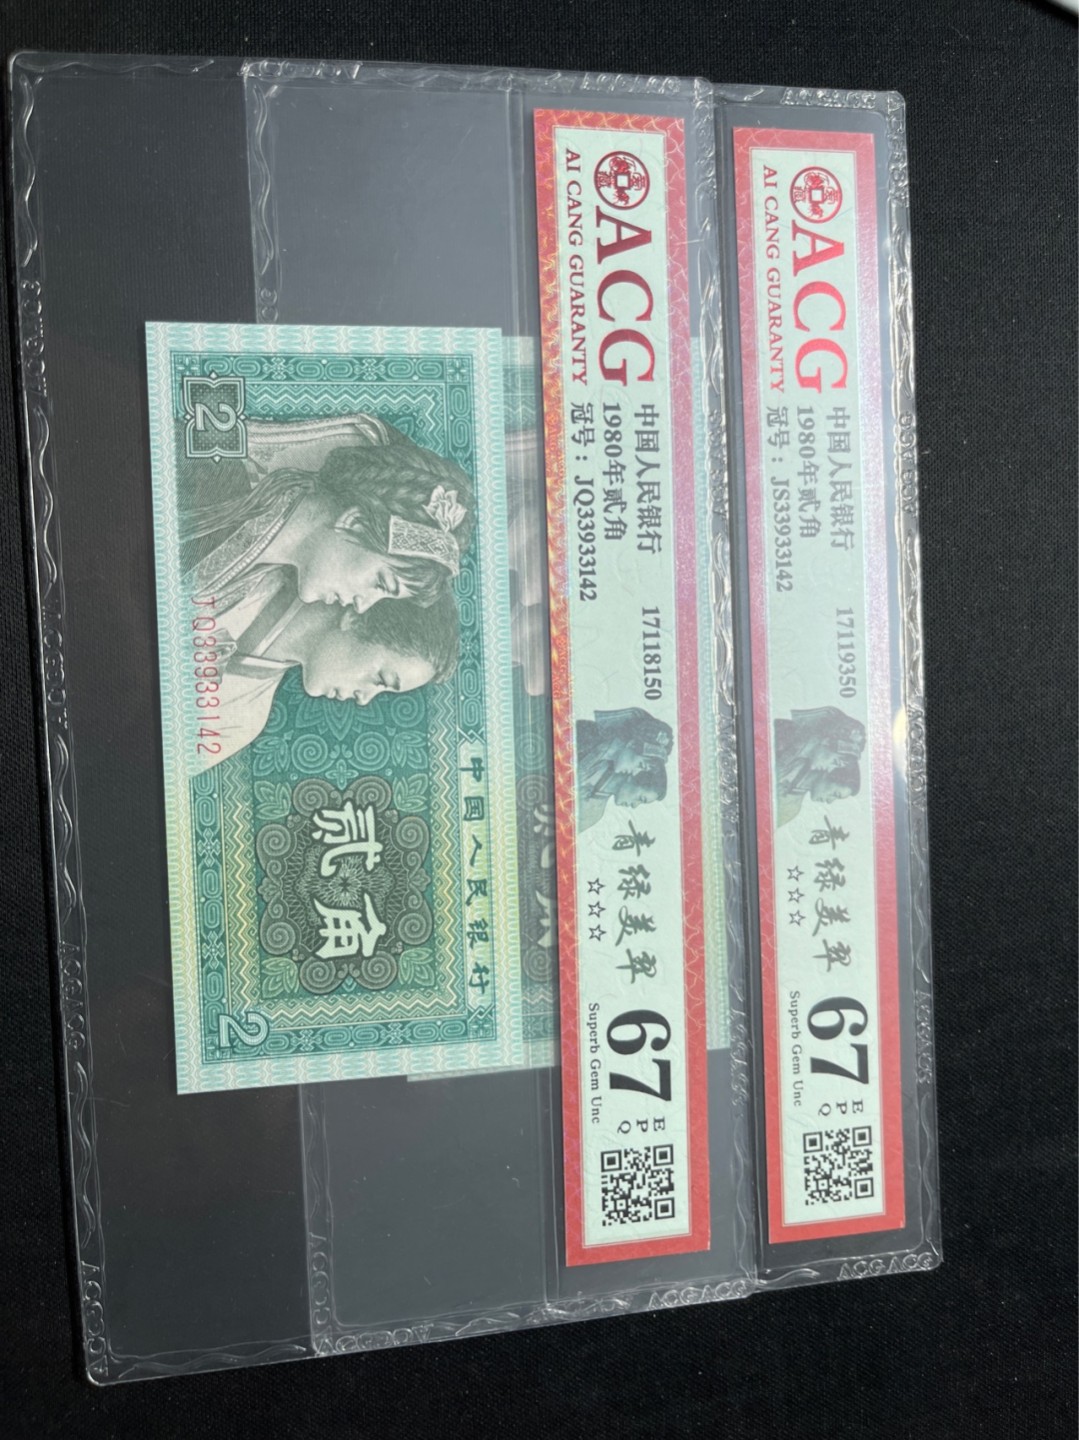 ACG
AI CANG GUARANTY
中国人民银行
1980年贰角
冠号：JS33933142
17119350
青绿美翠
☆☆☆
67
EPQ
Superb Gem Unc
ACG
AI CANG GUARANTY
中国人民银行
1980年贰角
冠号：JQ33933142
17118150
青绿美翠
☆☆☆
67
EPQ
Superb Gem Unc
中国人民银行
贰角
2
2
JQ33933142